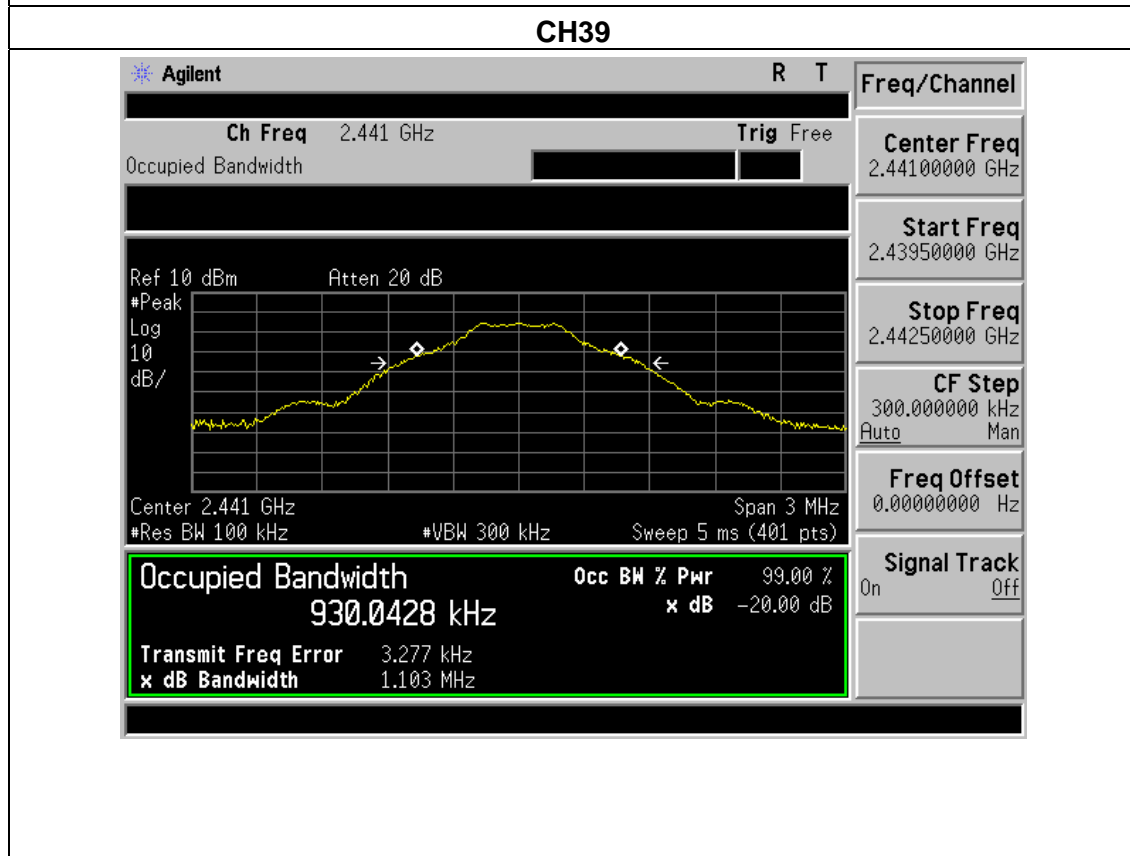 CH39
Agilent R T
Freq/Channel
Ch Freq 2.441 GHz Trig Free
Occupied Bandwidth
Center Freq
2.44100000 GHz
Start Freq
2.43950000 GHz
Stop Freq
2.44250000 GHz
CF Step
300.000000 kHz
Auto Man
Freq Offset
0.00000000 Hz
Signal Track
On Off
Ref 10 dBm Atten 20 dB
#Peak
Log
10
dB/
Center 2.441 GHz Span 3 MHz
#Res BW 100 kHz #VBW 300 kHz Sweep 5 ms (401 pts)
Occupied Bandwidth Occ BW % Pwr 99.00 %
930.0428 kHz x dB -20.00 dB
Transmit Freq Error 3.277 kHz
x dB Bandwidth 1.103 MHz